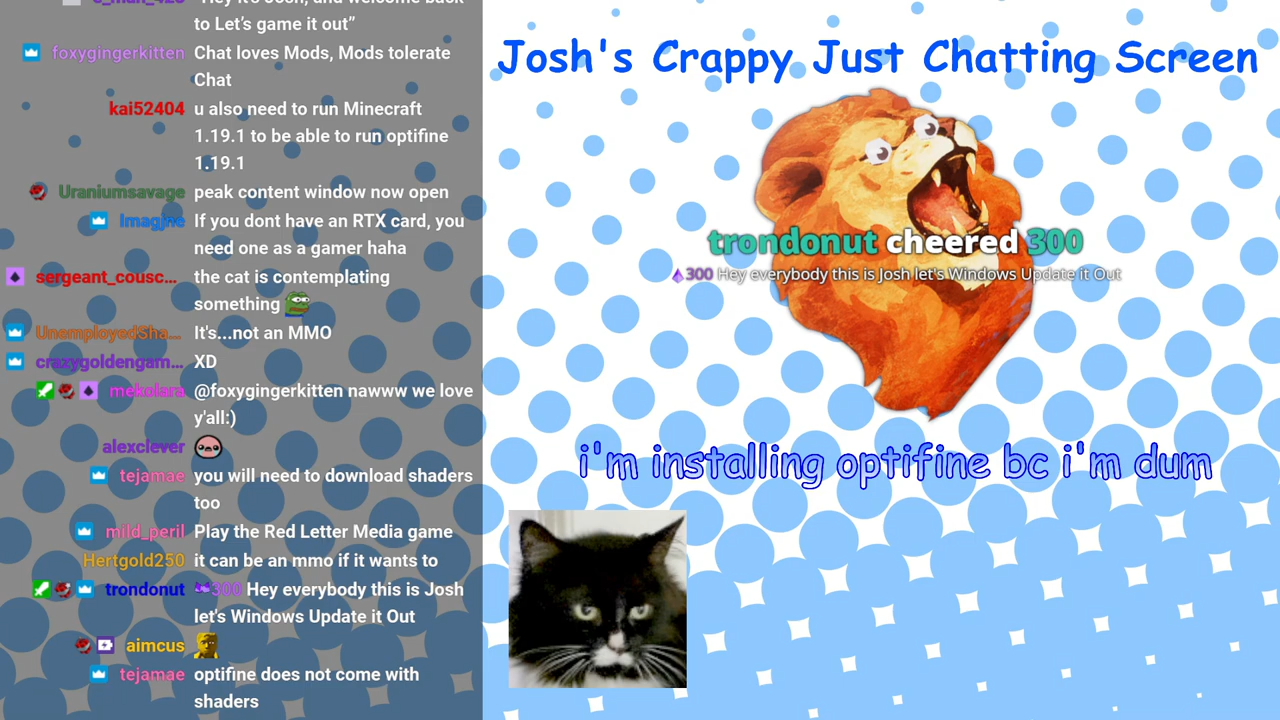 to Let's game it out”
foxygingerkitten Chat loves Mods, Mods tolerate
Chat
kai52404 u also need to run Minecraft
1.19.1 to be able to run optifine
1.19.1
Uraniumsavage peak content window now open
Imagjne If you dont have an RTX card, you
need one as a gamer haha
sergeant_cousc... the cat is contemplating
something
UnemployedSha... It's...not an MMO
crazygoldengam... XD
mekolara @foxygingerkitten nawww we love
y'all:)
alexclever
tejamae you will need to download shaders
too
mild_peril Play the Red Letter Media game
Hertgold250 it can be an mmo if it wants to
trondonut 300 Hey everybody this is Josh
let's Windows Update it Out
aimcus
tejamae optifine does not come with
shaders
Josh's Crappy Just Chatting Screen
trondonut cheered 300
300 Hey everybody this is Josh let's Windows Update it Out
i'm installing optifine bc i'm dum